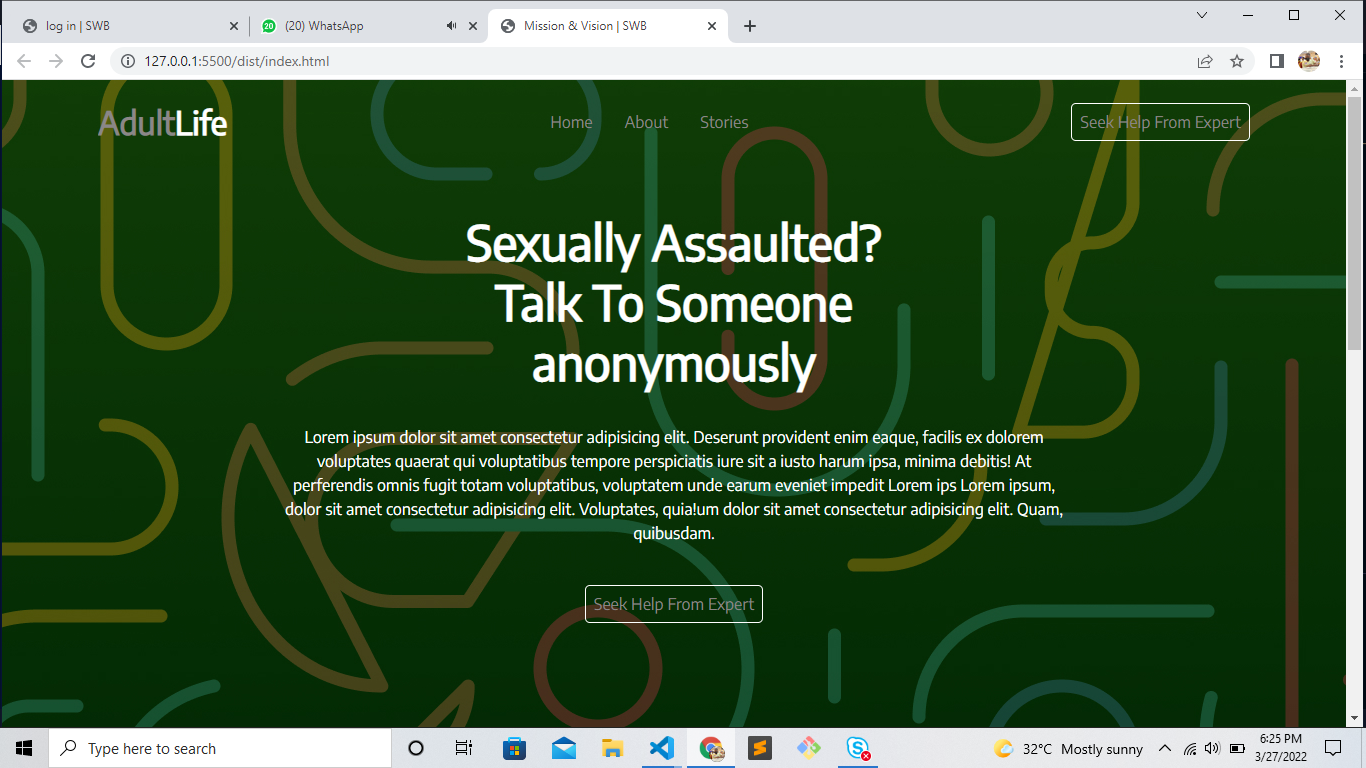 log in | SWB
20
(20) WhatsApp
Mission & Vision | SWB
127.0.0.1:5500/dist/index.html
AdultLife
Home
About
Stories
Seek Help From Expert
Sexually Assaulted?
Talk To Someone
anonymously
Lorem ipsum dolor sit amet consectetur adipisicing elit. Deserunt provident enim eaque, facilis ex dolorem
voluptates quaerat qui voluptatibus tempore perspiciatis iure sit a iusto harum ipsa, minima debitis! At
perferendis omnis fugit totam voluptatibus, voluptatem unde earum eveniet impedit Lorem ips Lorem ipsum,
dolor sit amet consectetur adipisicing elit. Voluptates, quia!um dolor sit amet consectetur adipisicing elit. Quam,
quibusdam.
Seek Help From Expert
Type here to search
32°C Mostly sunny
6:25 PM
3/27/2022